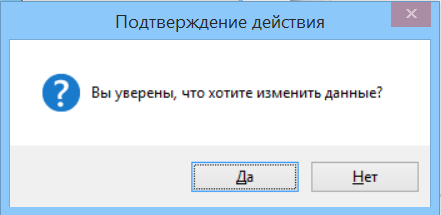 Подтверждение действия
Вы уверены, что хотите изменить данные?
Да
Нет